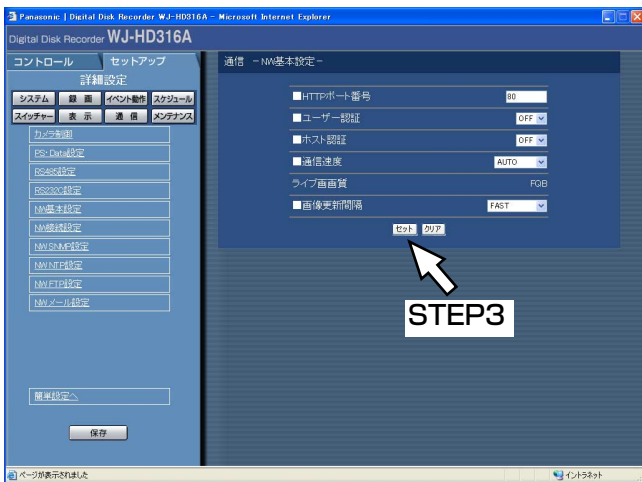 Panasonic | Digital Disk Recorder WJ-HD316A - Microsoft Internet Explorer
Digital Disk Recorder WJ-HD316A
コントロール セットアップ
詳細設定
システム 録画 イベント動作 スケジュール
スイッチャー 表示 通信 メンテナンス
カメラ制御
PS・Data設定
RS485設定
RS232C設定
NW基本設定
NW接続設定
NW SNMP設定
NW NTP設定
NW FTP設定
NWメール設定
簡単設定へ
保存
通信 -NW基本設定-
■HTTPポート番号 80
■ユーザー認証 OFF
■ホスト認証 OFF
■通信速度 AUTO
ライブ画画質 FQB
■画像更新間隔 FAST
セット クリア
STEP3
ページが表示されました イントラネット